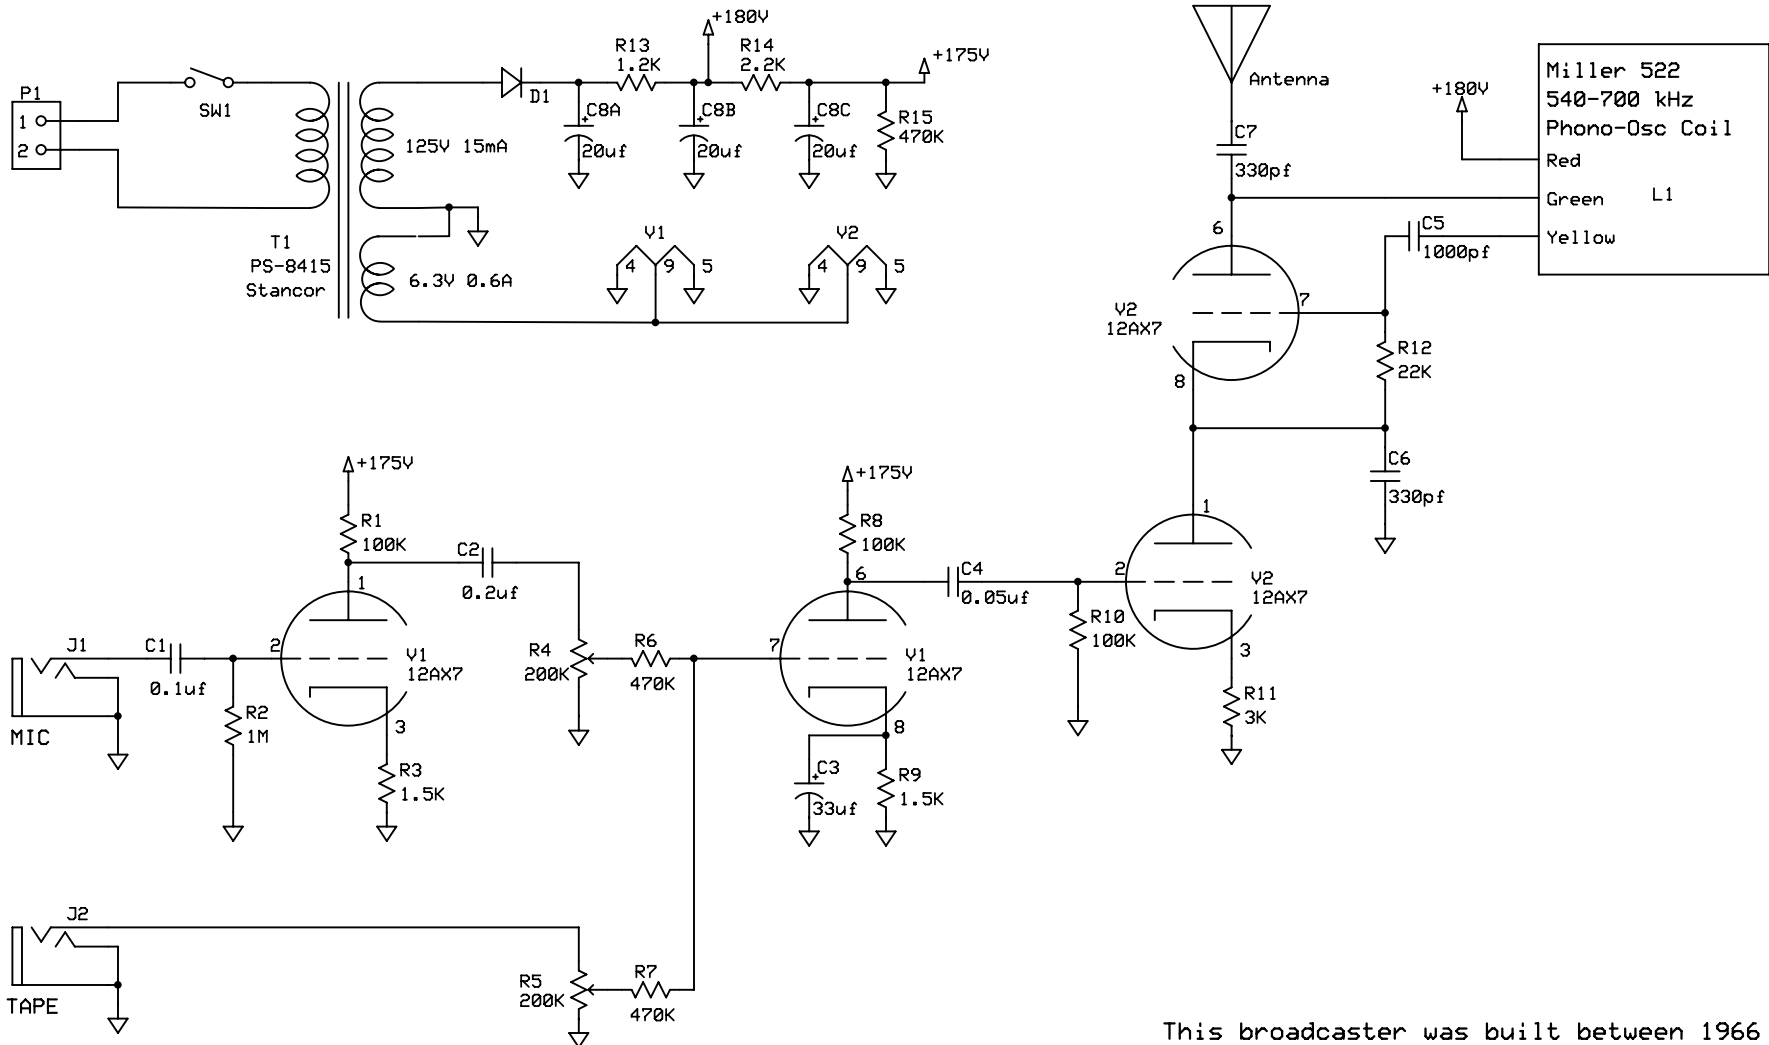 P1
1
2
SW1
T1
PS-8415
Stancor
125V 15mA
6.3V 0.6A
D1
R13
1.2K
+180V
R14
2.2K
+175V
C8A
+
20uf
C8B
+
20uf
C8C
+
20uf
R15
470K
V1
4
9
5
V2
4
9
5
Antenna
C7
330pf
+180V
Miller 522
540-700 kHz
Phono-Osc Coil
Red
Green
L1
Yellow
C5
1000pf
6
7
V2
12AX7
8
R12
22K
C6
330pf
+175V
R1
100K
C2
0.2uf
1
J1
C1
0.1uf
2
V1
12AX7
3
MIC
R2
1M
R3
1.5K
R4
200K
R6
470K
+175V
R8
100K
6
7
V1
12AX7
8
C3
+
33uf
R9
1.5K
C4
0.05uf
R10
100K
1
2
V2
12AX7
3
R11
3K
J2
TAPE
R5
200K
R7
470K
This broadcaster was built between 1966